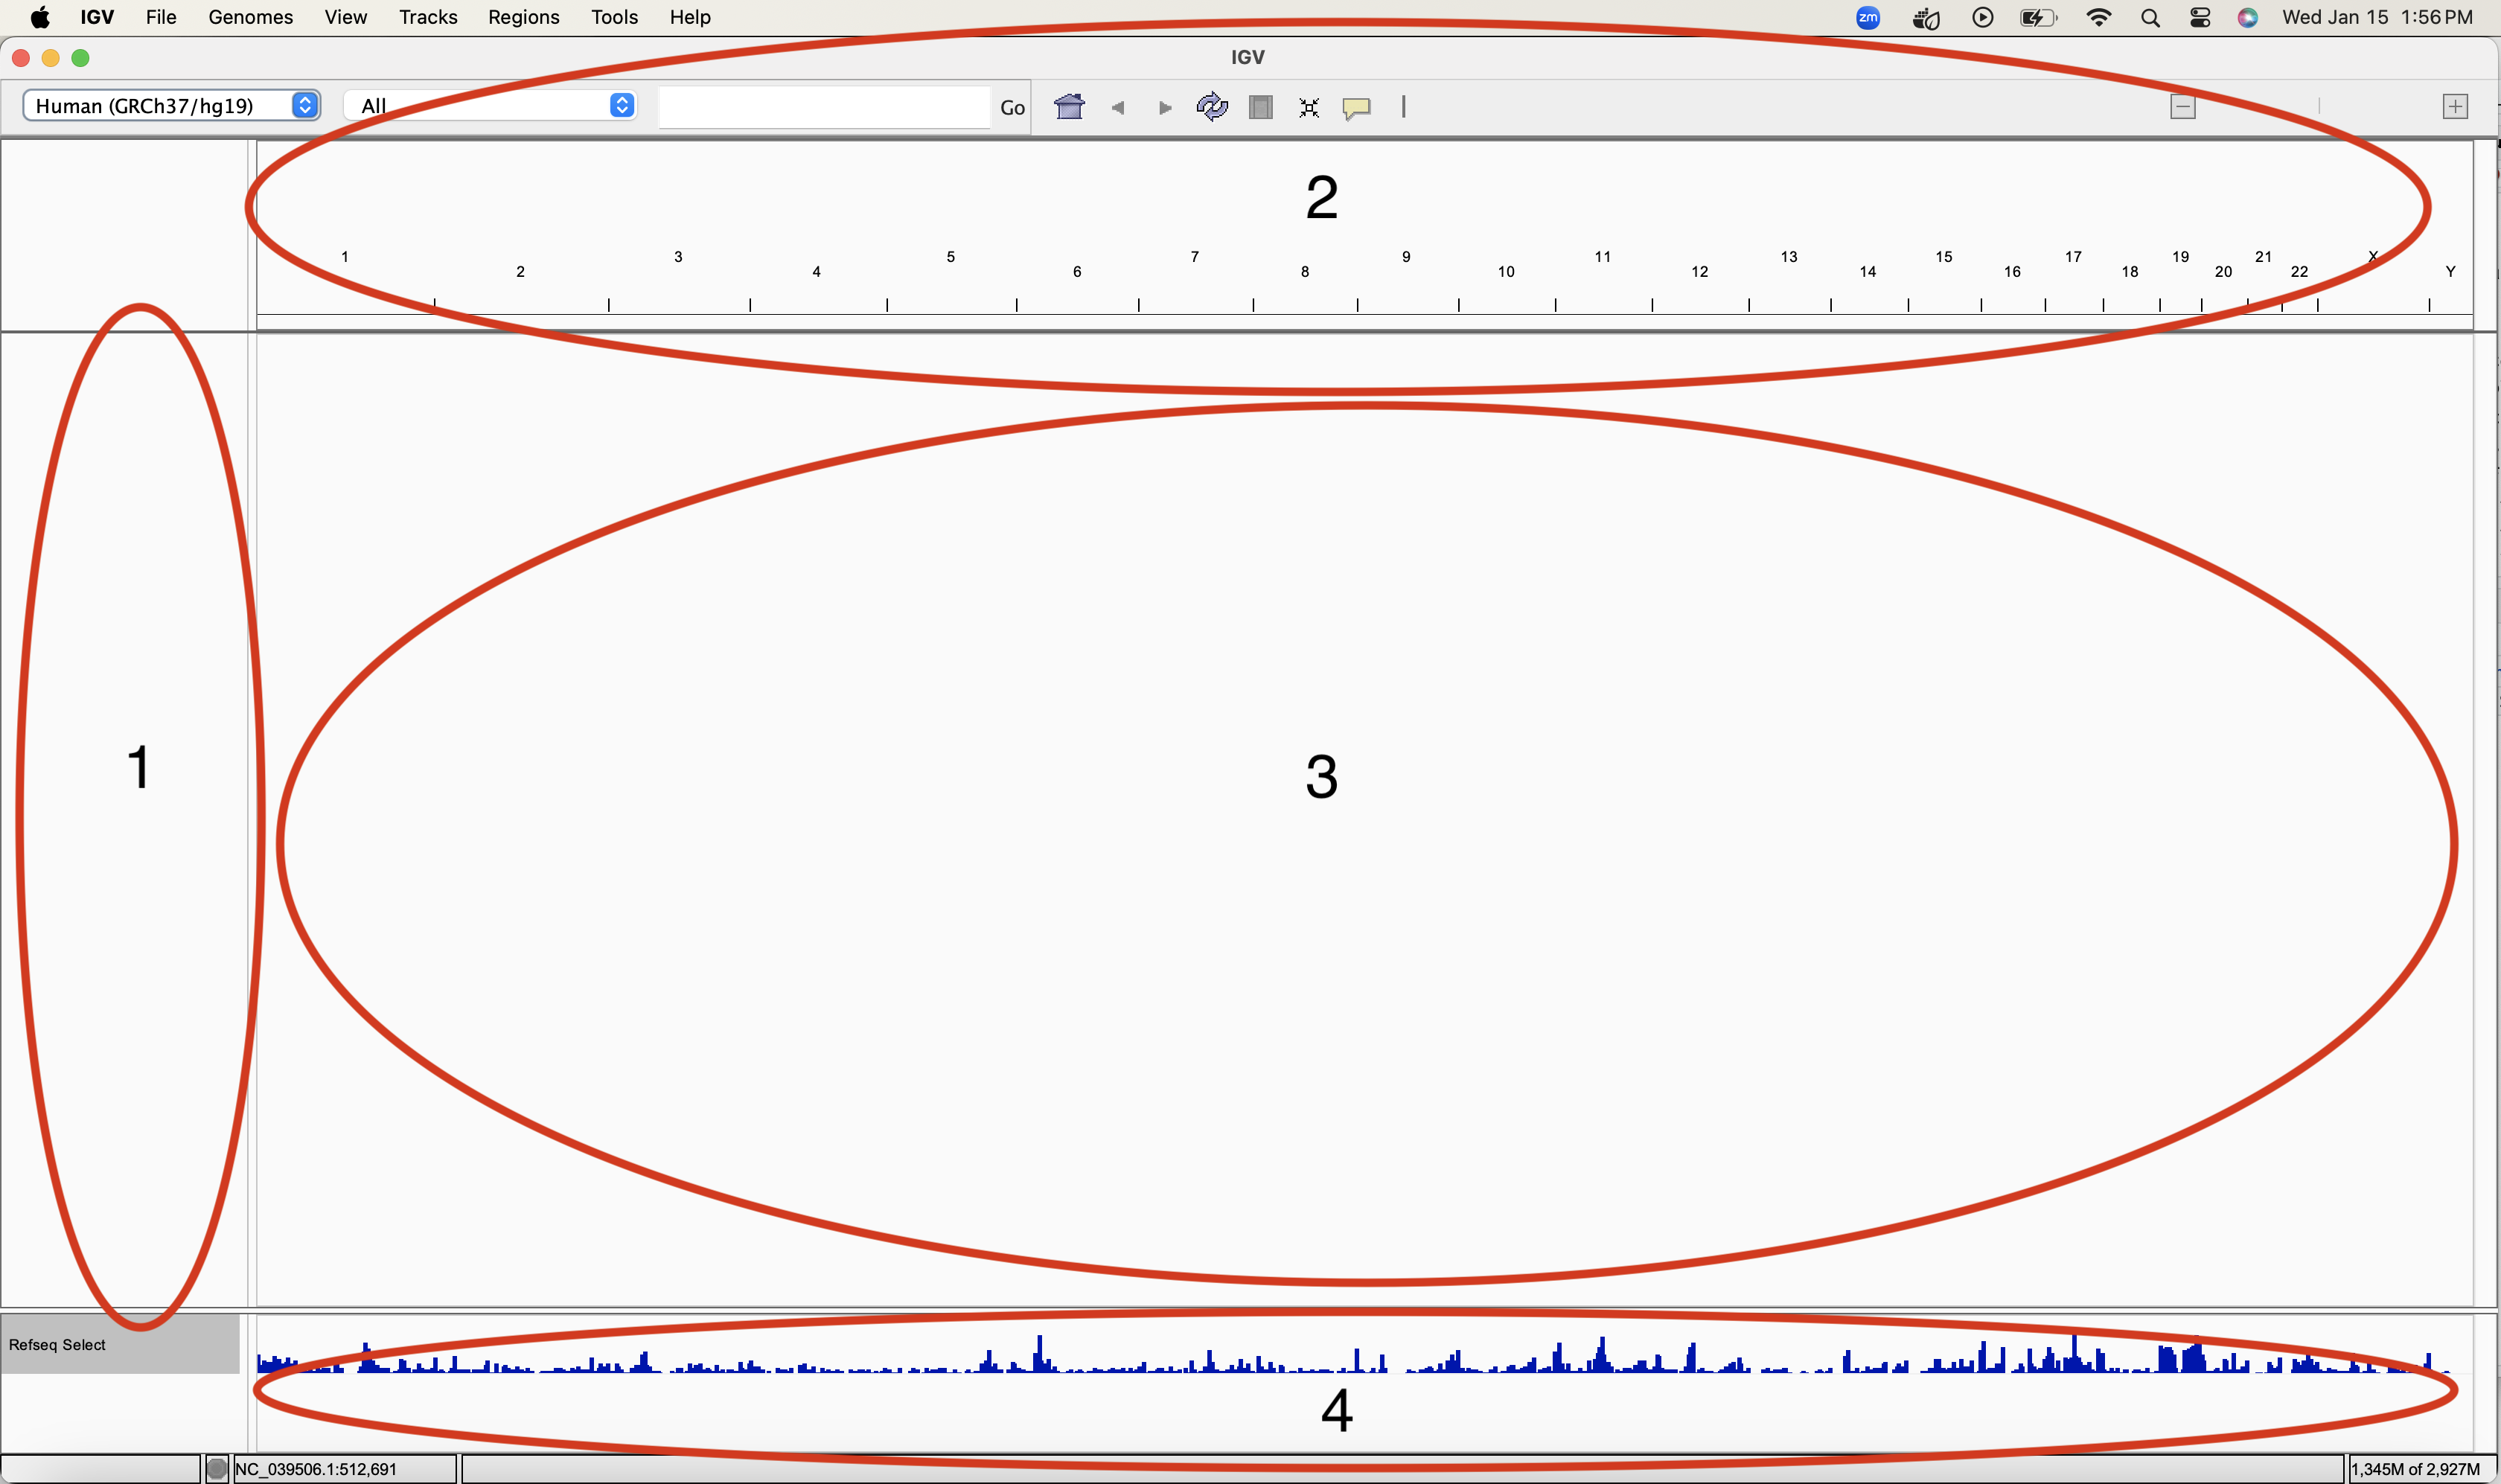 IGV File Genomes View Tracks Regions Tools Help zm Wed Jan 15 1:56 PM
IGV
Human (GRCh37/hg19) All Go
2
1 3 5 7 9 11 13 15 17 19 21 X
2 4 6 8 10 12 14 16 18 20 22 Y
1
3
Refseq Select
4
NC_039506.1:512,691 1,345M of 2,927M